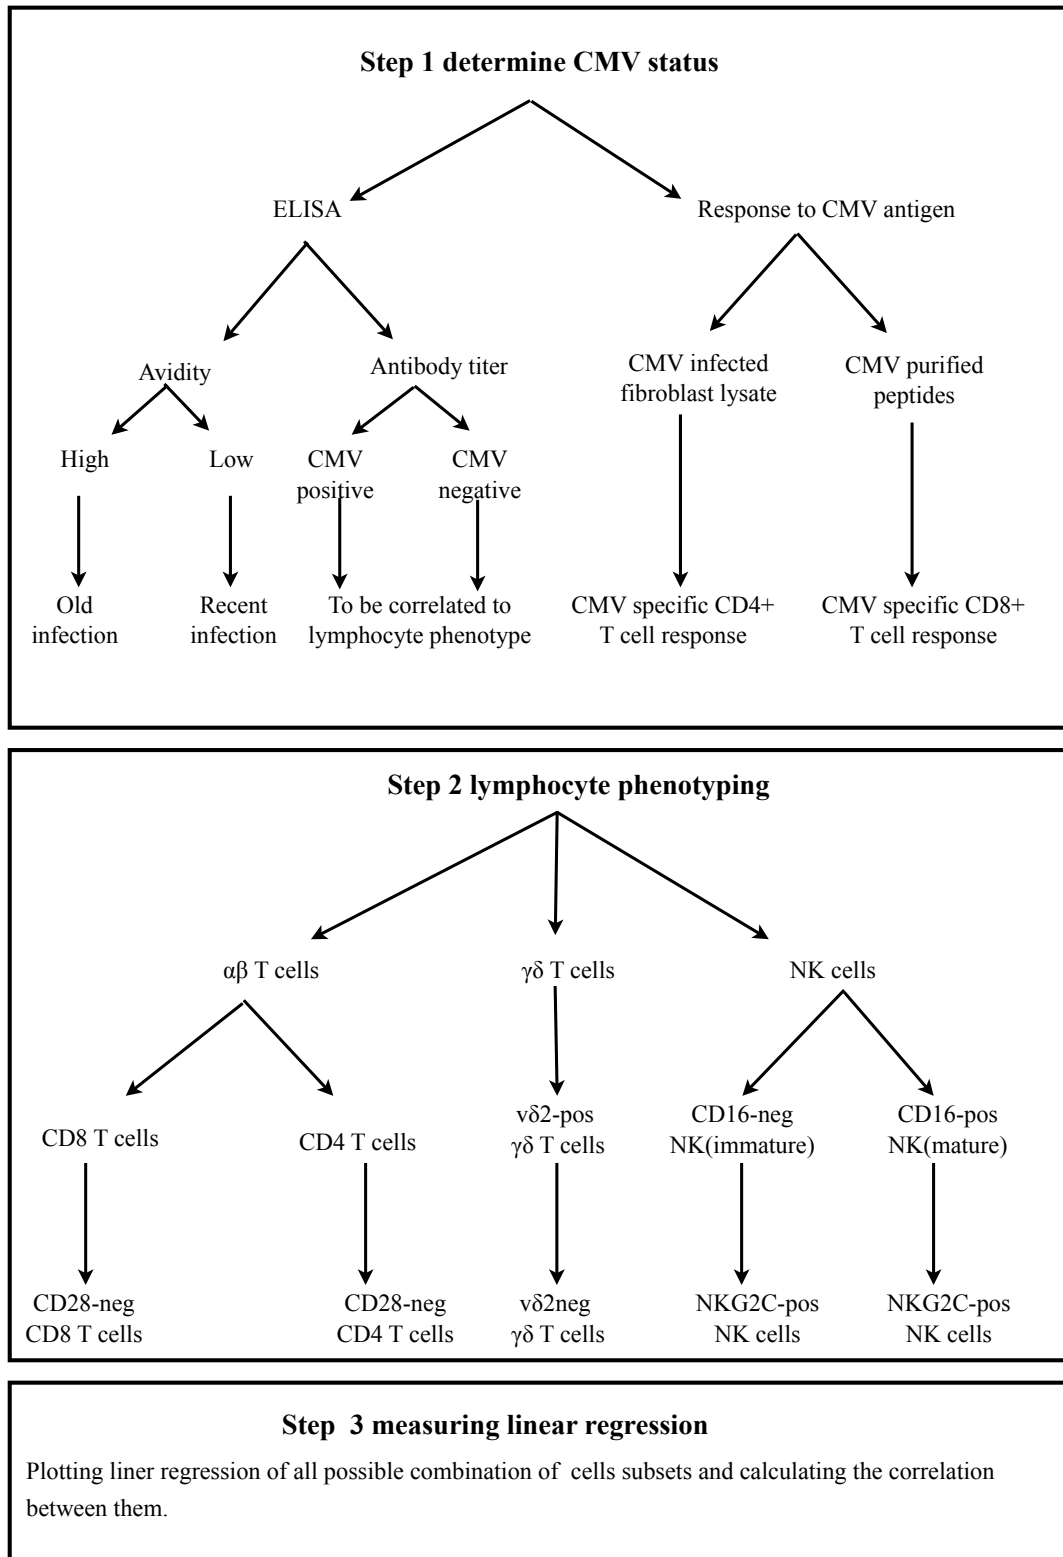 Step 1 determine CMV status
ELISA
Response to CMV antigen
Avidity
Antibody titer
CMV infected
fibroblast lysate
CMV purified
peptides
High
Low
CMV
positive
CMV
negative
Old
infection
Recent
infection
To be correlated to
lymphocyte phenotype
CMV specific CD4+
T cell response
CMV specific CD8+
T cell response
Step 2 lymphocyte phenotyping
αβ T cells
γδ T cells
NK cells
CD8 T cells
CD4 T cells
vδ2-pos
γδ T cells
CD16-neg
NK(immature)
CD16-pos
NK(mature)
CD28-neg
CD8 T cells
CD28-neg
CD4 T cells
vδ2neg
γδ T cells
NKG2C-pos
NK cells
NKG2C-pos
NK cells
Step 3 measuring linear regression
Plotting liner regression of all possible combination of cells subsets and calculating the correlation
between them.